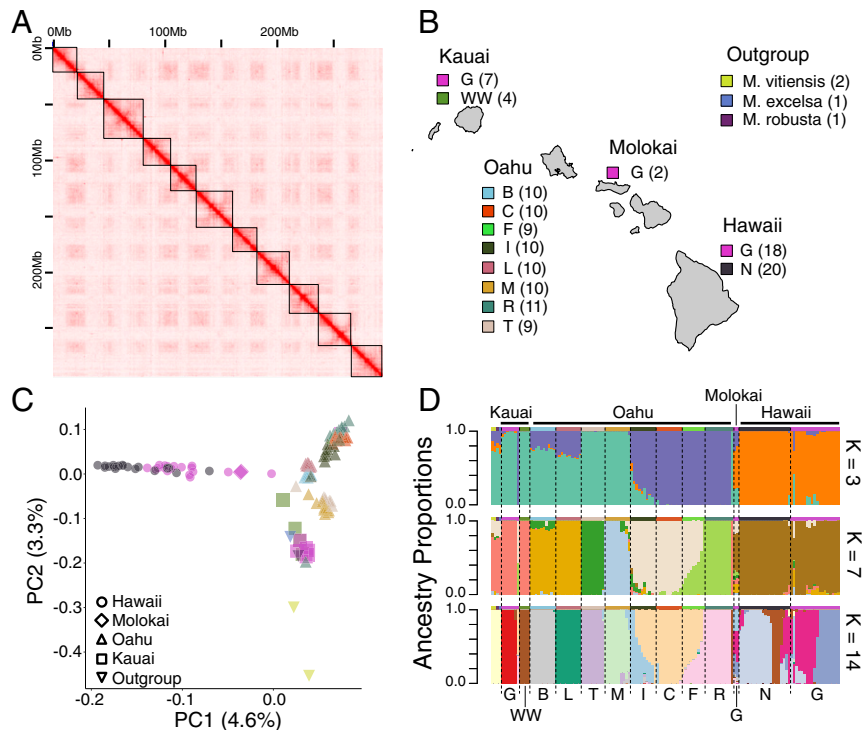 A
0Mb 100Mb 200Mb
0Mb
100Mb
200Mb
B
Kauai
G (7)
WW (4)
Outgroup
M. vitiensis (2)
M. excelsa (1)
M. robusta (1)
Molokai
G (2)
Oahu
B (10)
C (10)
F (9)
I (10)
L (10)
M (10)
R (11)
T (9)
Hawaii
G (18)
N (20)
C
PC2 (3.3%)
0.1
0.0
-0.1
-0.2
-0.3
-0.4
Hawaii
Molokai
Oahu
Kauai
Outgroup
-0.2 -0.1 0.0
PC1 (4.6%)
D
Molokai
Kauai Oahu Hawaii
Ancestry Proportions
1.0
0.0
K = 3
1.0
0.0
K = 7
1.0
0.0
K = 14
G B L T M I C F R N G
WW G